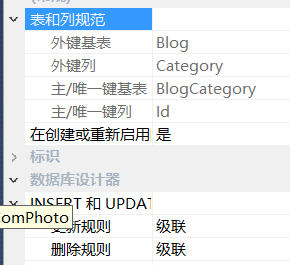 表和列规范
外键基表 Blog
外键列 Category
主/唯一键基表 BlogCategory
主/唯一键列 Id
在创建或重新启用 是
标识
数据库设计器
INSERT 和 UPDAT
ComPhoto
更新规则 级联
删除规则 级联